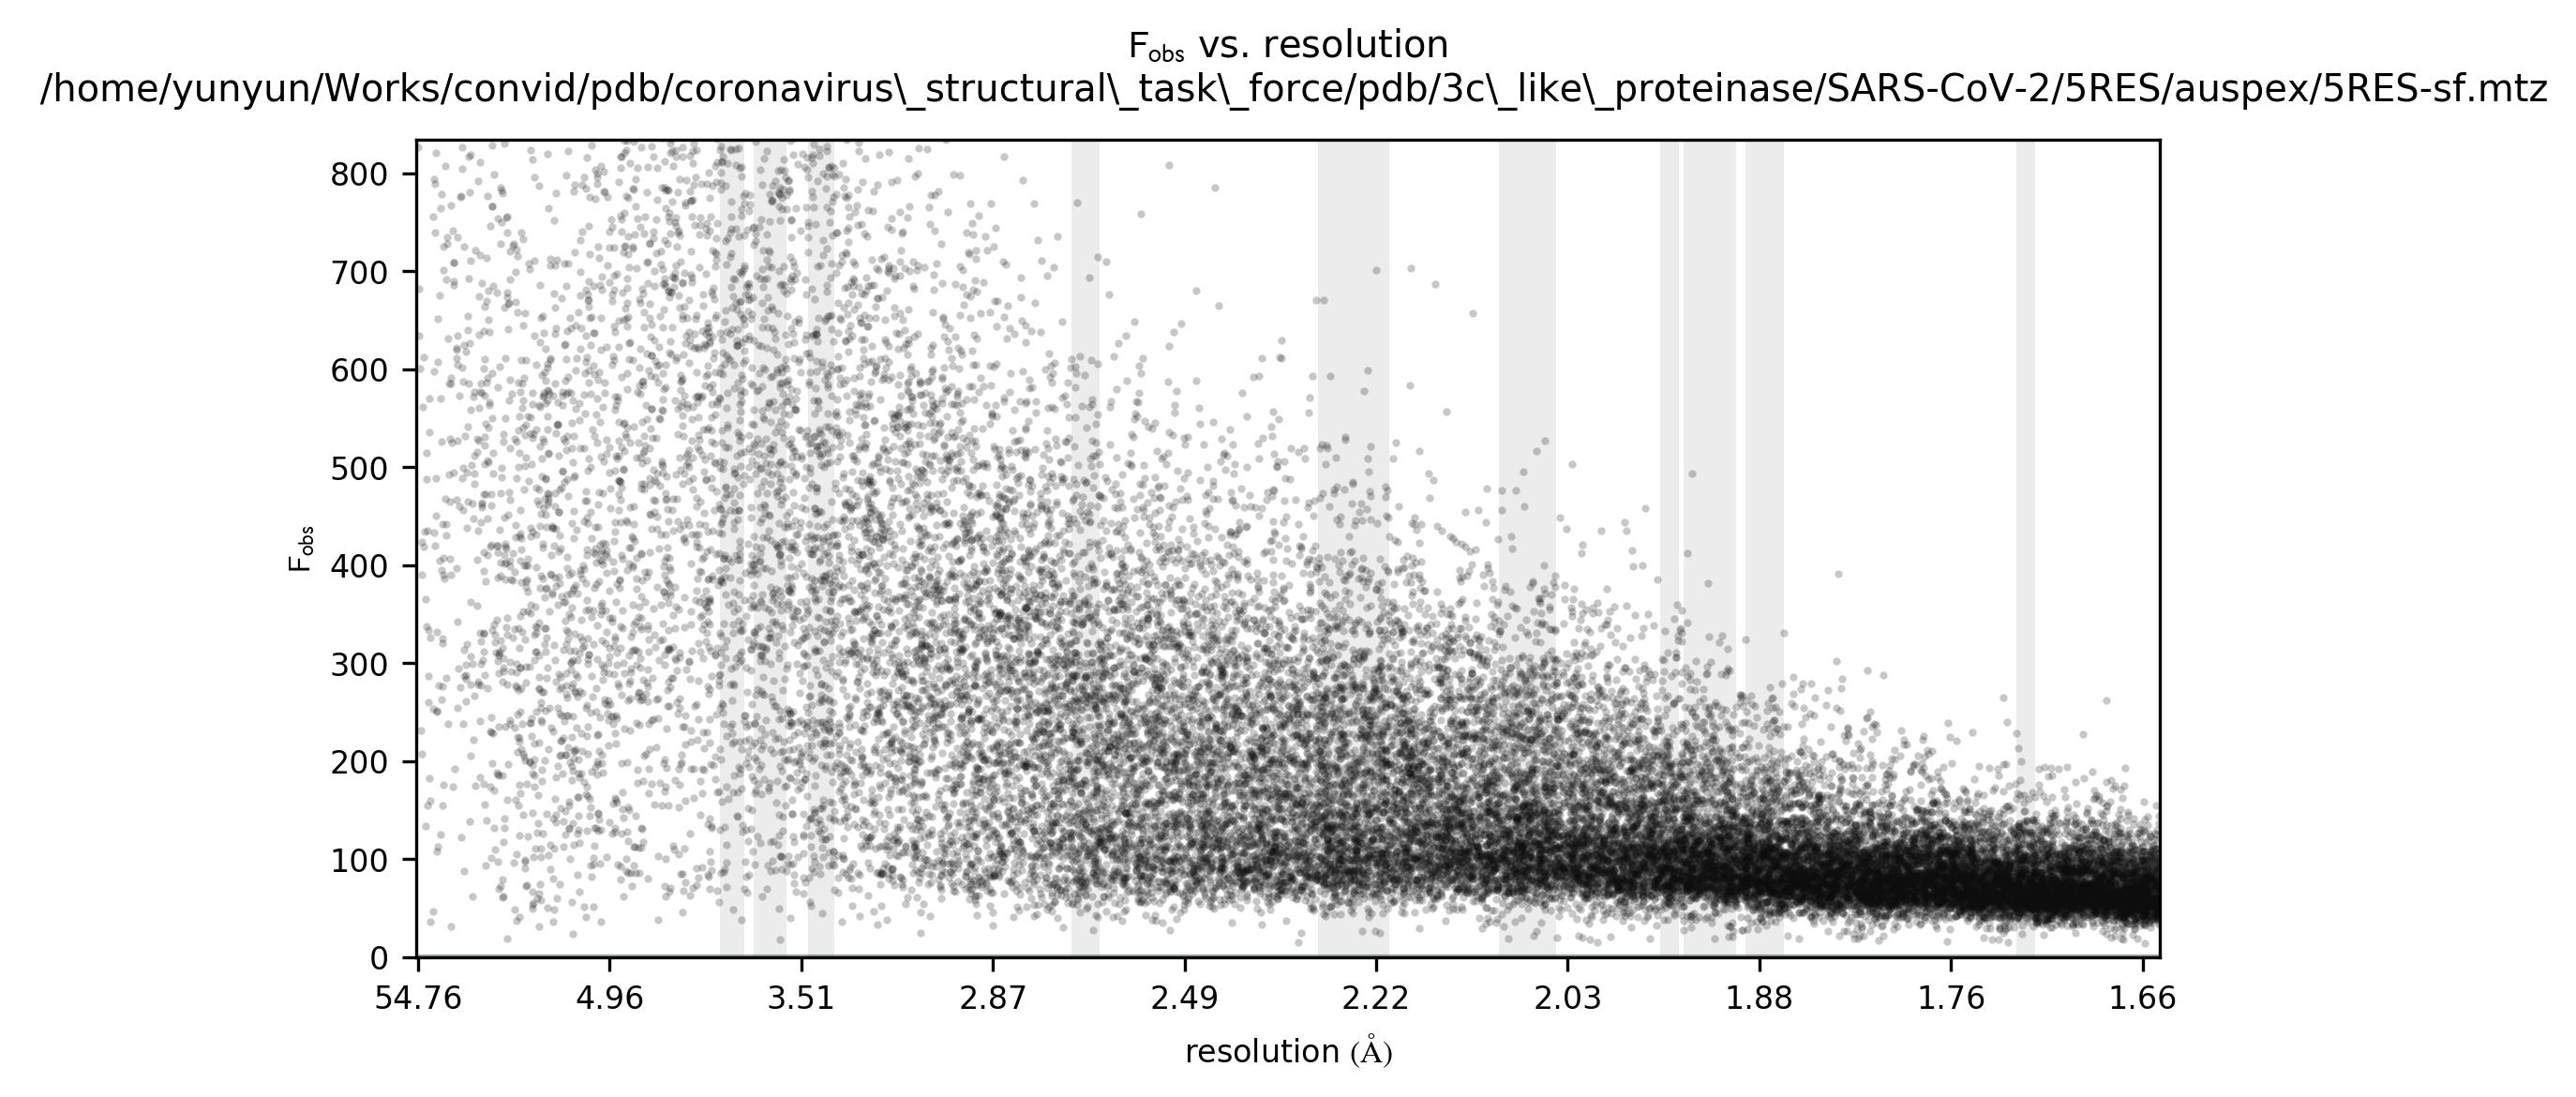 Fobs vs. resolution
/home/yunyun/Works/convid/pdb/coronavirus\_structural\_task\_force/pdb/3c\_like\_proteinase/SARS-CoV-2/5RES/auspex/5RES-sf.mtz
800
700
600
500
400
300
200
100
0
Fobs
54.76 4.96 3.51 2.87 2.49 2.22 2.03 1.88 1.76 1.66
resolution (Å)